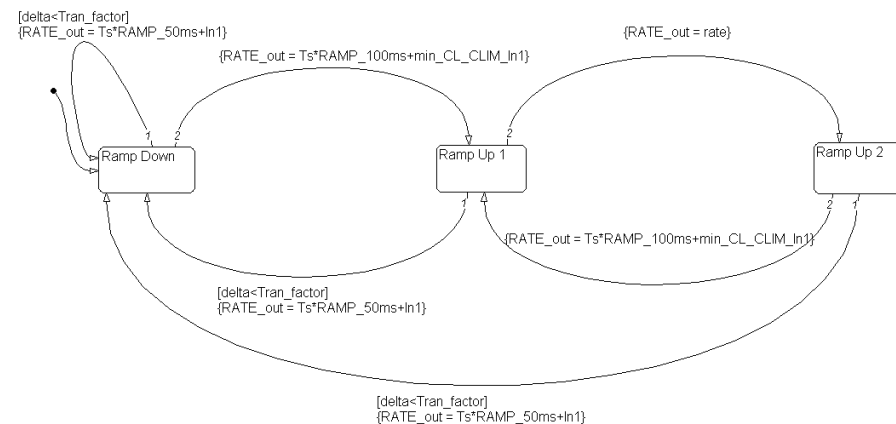 [delta<Tran_factor]
{RATE_out = Ts*RAMP_50ms+In1}
{RATE_out = Ts*RAMP_100ms+min_CL_CLIM_In1}
{RATE_out = rate}
1
2
2
Ramp Down
Ramp Up 1
Ramp Up 2
1
2
1
{RATE_out = Ts*RAMP_100ms+min_CL_CLIM_In1}
[delta<Tran_factor]
{RATE_out = Ts*RAMP_50ms+In1}
[delta<Tran_factor]
{RATE_out = Ts*RAMP_50ms+In1}